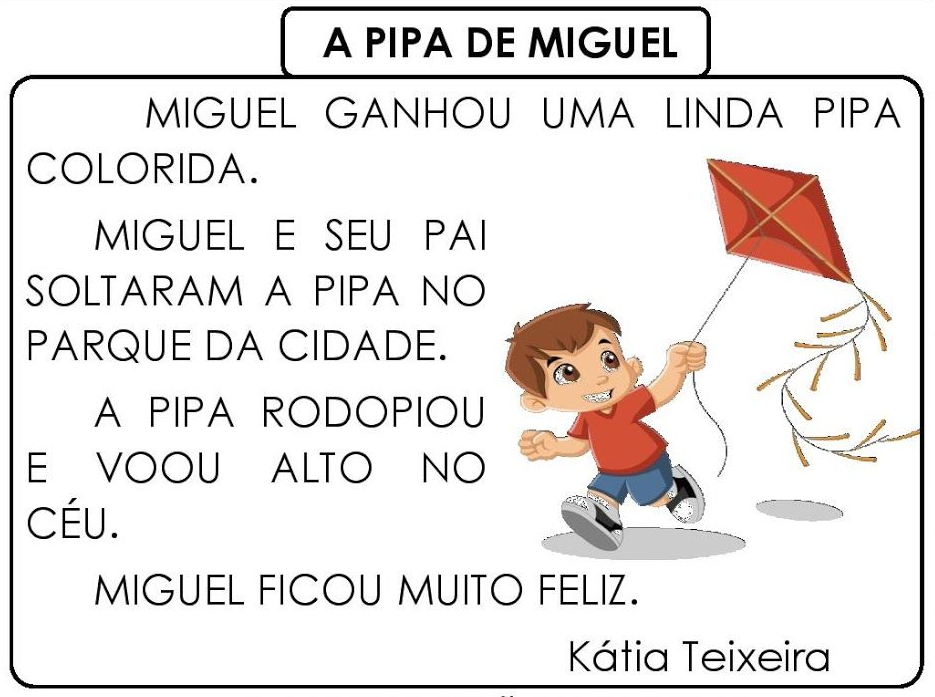 A PIPA DE MIGUEL
MIGUEL GANHOU UMA LINDA PIPA
COLORIDA.
MIGUEL E SEU PAI
SOLTARAM A PIPA NO
PARQUE DA CIDADE.
A PIPA RODOPIOU
E VOOU ALTO NO
CÉU.
MIGUEL FICOU MUITO FELIZ.
Kátia Teixeira